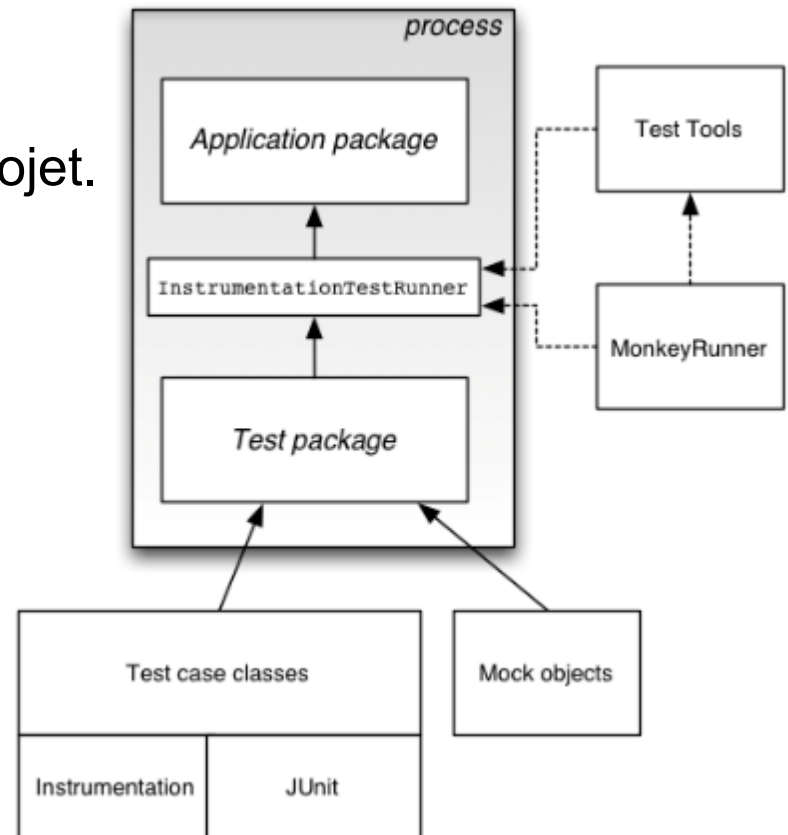 process
Application package
Test Tools
ojet.
InstrumentationTestRunner
MonkeyRunner
Test package
Test case classes
Mock objects
Instrumentation
JUnit